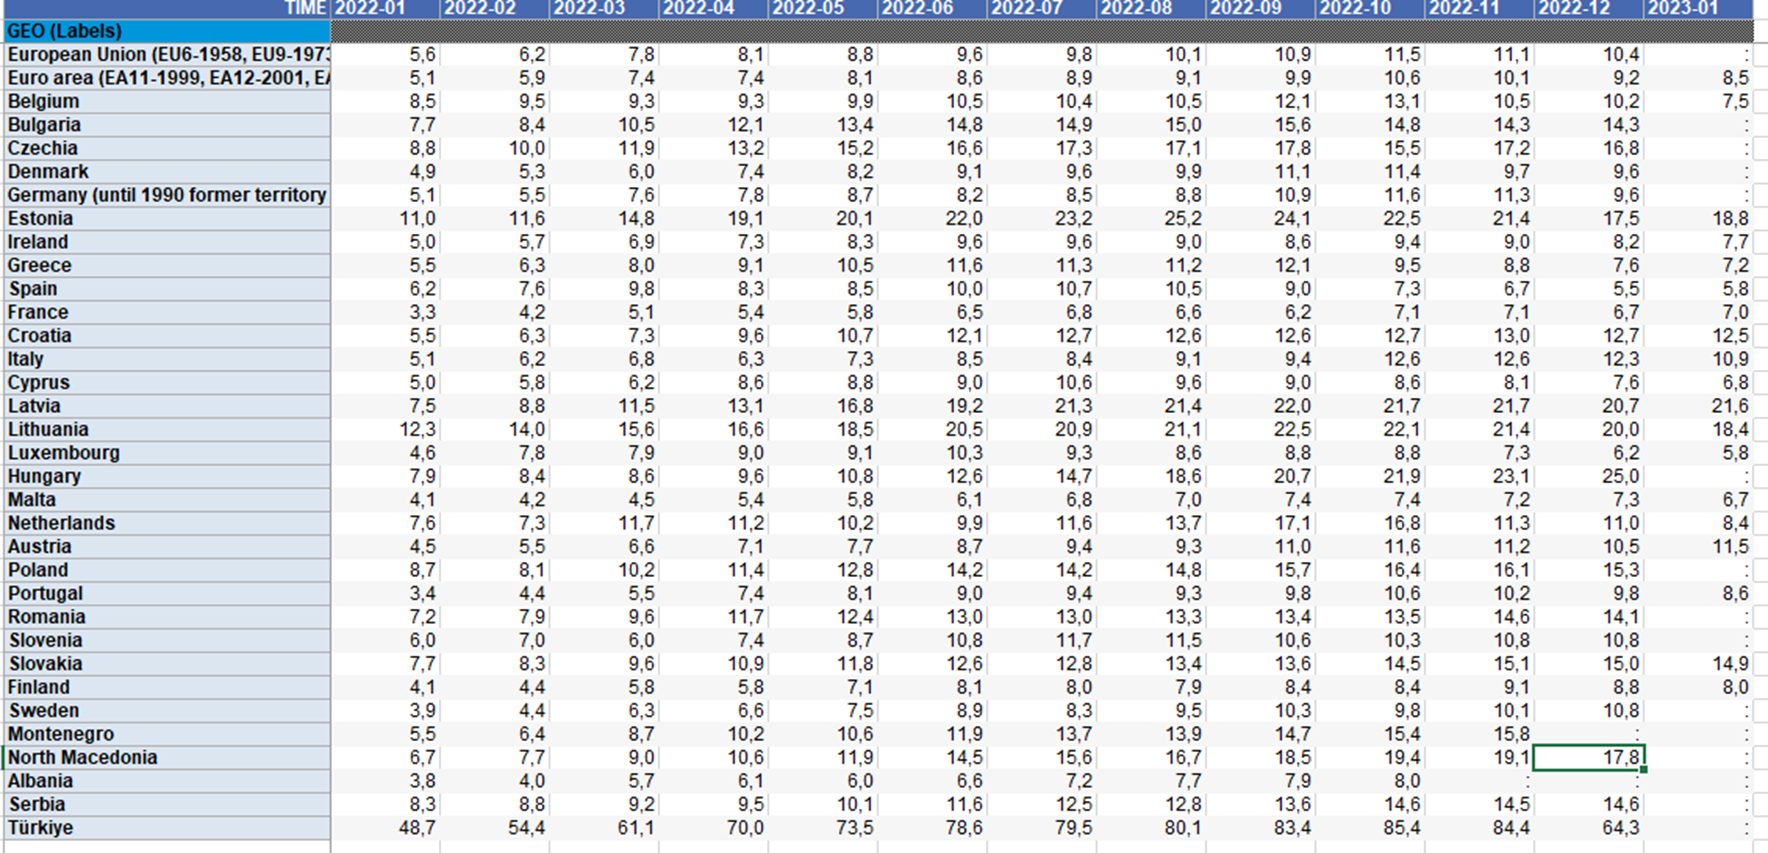 TIME 2022-01 2022-02 2022-03 2022-04 2022-05 2022-06 2022-07 2022-08 2022-09 2022-10 2022-11 2022-12 2023-01
GEO (Labels)
European Union (EU6-1958, EU9-1973 5,6 6,2 7,8 8,1 8,8 9,6 9,8 10,1 10,9 11,5 11,1 10,4 :
Euro area (EA11-1999, EA12-2001, EA 5,1 5,9 7,4 7,4 8,1 8,6 8,9 9,1 9,9 10,6 10,1 9,2 8,5
Belgium 8,5 9,5 9,3 9,3 9,9 10,5 10,4 10,5 12,1 13,1 10,5 10,2 7,5
Bulgaria 7,7 8,4 10,5 12,1 13,4 14,8 14,9 15,0 15,6 14,8 14,3 14,3 :
Czechia 8,8 10,0 11,9 13,2 15,2 16,6 17,3 17,1 17,8 15,5 17,2 16,8 :
Denmark 4,9 5,3 6,0 7,4 8,2 9,1 9,6 9,9 11,1 11,4 9,7 9,6 :
Germany (until 1990 former territory 5,1 5,5 7,6 7,8 8,7 8,2 8,5 8,8 10,9 11,6 11,3 9,6 :
Estonia 11,0 11,6 14,8 19,1 20,1 22,0 23,2 25,2 24,1 22,5 21,4 17,5 18,8
Ireland 5,0 5,7 6,9 7,3 8,3 9,6 9,6 9,0 8,6 9,4 9,0 8,2 7,7
Greece 5,5 6,3 8,0 9,1 10,5 11,6 11,3 11,2 12,1 9,5 8,8 7,6 7,2
Spain 6,2 7,6 9,8 8,3 8,5 10,0 10,7 10,5 9,0 7,3 6,7 5,5 5,8
France 3,3 4,2 5,1 5,4 5,8 6,5 6,8 6,6 6,2 7,1 7,1 6,7 7,0
Croatia 5,5 6,3 7,3 9,6 10,7 12,1 12,7 12,6 12,6 12,7 13,0 12,7 12,5
Italy 5,1 6,2 6,8 6,3 7,3 8,5 8,4 9,1 9,4 12,6 12,6 12,3 10,9
Cyprus 5,0 5,8 6,2 8,6 8,8 9,0 10,6 9,6 9,0 8,6 8,1 7,6 6,8
Latvia 7,5 8,8 11,5 13,1 16,8 19,2 21,3 21,4 22,0 21,7 21,7 20,7 21,6
Lithuania 12,3 14,0 15,6 16,6 18,5 20,5 20,9 21,1 22,5 22,1 21,4 20,0 18,4
Luxembourg 4,6 7,8 7,9 9,0 9,1 10,3 9,3 8,6 8,8 8,8 7,3 6,2 5,8
Hungary 7,9 8,4 8,6 9,6 10,8 12,6 14,7 18,6 20,7 21,9 23,1 25,0 :
Malta 4,1 4,2 4,5 5,4 5,8 6,1 6,8 7,0 7,4 7,4 7,2 7,3 6,7
Netherlands 7,6 7,3 11,7 11,2 10,2 9,9 11,6 13,7 17,1 16,8 11,3 11,0 8,4
Austria 4,5 5,5 6,6 7,1 7,7 8,7 9,4 9,3 11,0 11,6 11,2 10,5 11,5
Poland 8,7 8,1 10,2 11,4 12,8 14,2 14,2 14,8 15,7 16,4 16,1 15,3 :
Portugal 3,4 4,4 5,5 7,4 8,1 9,0 9,4 9,3 9,8 10,6 10,2 9,8 8,6
Romania 7,2 7,9 9,6 11,7 12,4 13,0 13,0 13,3 13,4 13,5 14,6 14,1 :
Slovenia 6,0 7,0 6,0 7,4 8,7 10,8 11,7 11,5 10,6 10,3 10,8 10,8 :
Slovakia 7,7 8,3 9,6 10,9 11,8 12,6 12,8 13,4 13,6 14,5 15,1 15,0 14,9
Finland 4,1 4,4 5,8 5,8 7,1 8,1 8,0 7,9 8,4 8,4 9,1 8,8 8,0
Sweden 3,9 4,4 6,3 6,6 7,5 8,9 8,3 9,5 10,3 9,8 10,1 10,8 :
Montenegro 5,5 6,4 8,7 10,2 10,6 11,9 13,7 13,9 14,7 15,4 15,8 : :
North Macedonia 6,7 7,7 9,0 10,6 11,9 14,5 15,6 16,7 18,5 19,4 19,1 17,8 :
Albania 3,8 4,0 5,7 6,1 6,0 6,6 7,2 7,7 7,9 8,0 : : :
Serbia 8,3 8,8 9,2 9,5 10,1 11,6 12,5 12,8 13,6 14,6 14,5 14,6 :
Türkiye 48,7 54,4 61,1 70,0 73,5 78,6 79,5 80,1 83,4 85,4 84,4 64,3 :